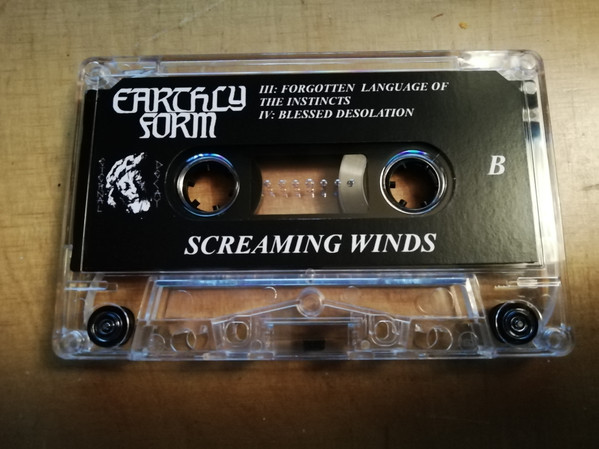 EARTHLY
FORM
III: FORGOTTEN LANGUAGE OF
THE INSTINCTS
IV: BLESSED DESOLATION
B
SCREAMING WINDS